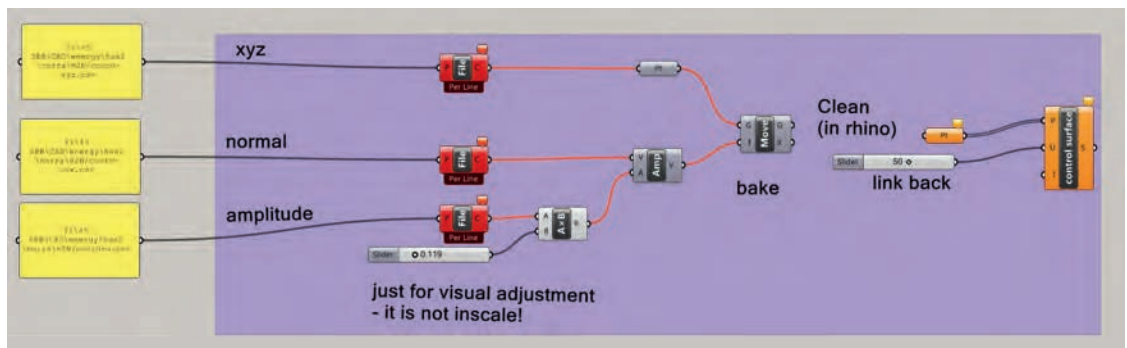 xyz
File
F
C
Per Line
Pt
normal
File
F
C
Per Line
amplitude
File
F
C
Per Line
Slider
0.119
A
B
A×B
R
V
A
Amp
V
G
T
Move
G
X
just for visual adjustment
- it is not inscale!
bake
Clean
(in rhino)
Pt
Slider
50
link back
P
U
I
control surface
S